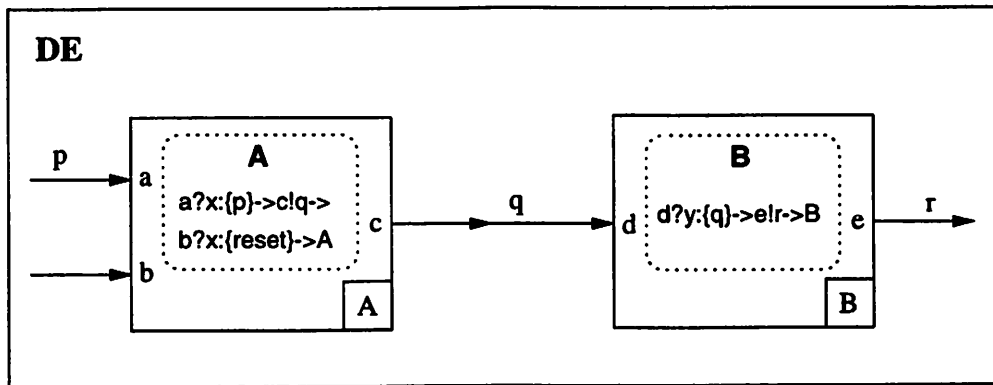 DE
p
a
b
A
a?x:{p}->c!q->
b?x:{reset}->A
c
A
q
d
B
d?y:{q}->e!r->B
e
B
r